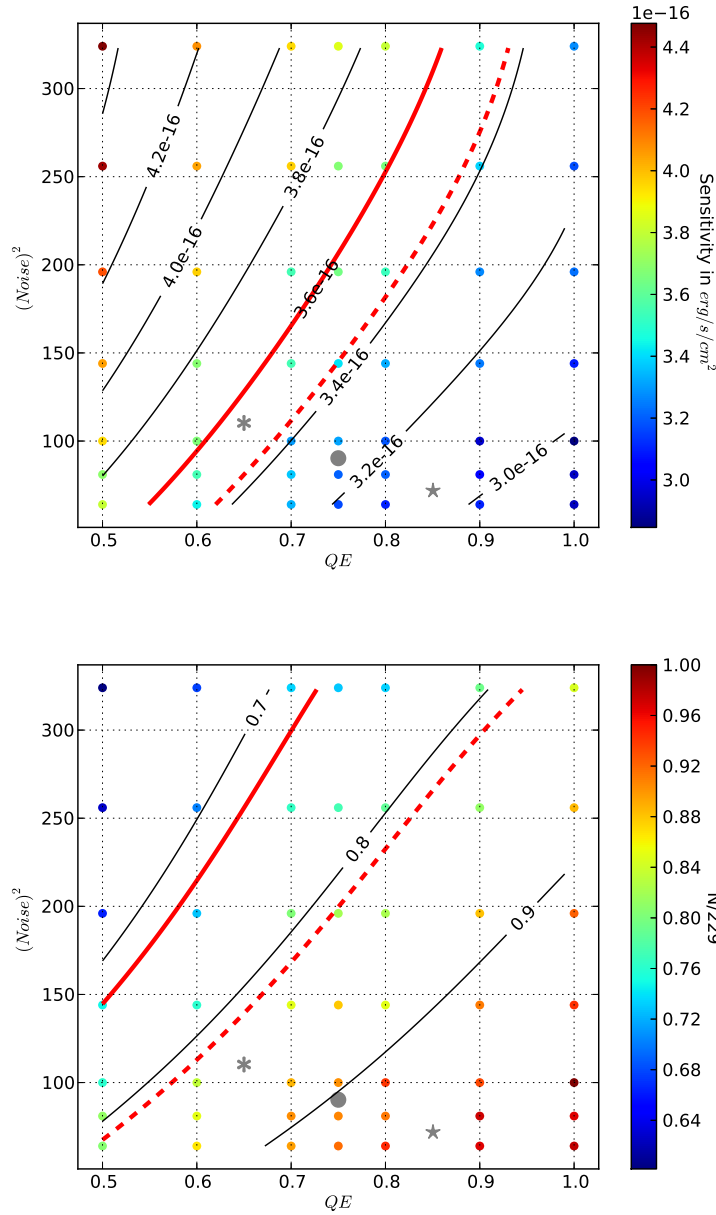 1e−16
4.4
4.2
4.0
3.8
3.6
3.4
3.2
3.0
Sensitivity in erg/s/cm²
300
250
200
150
100
(Noise)²
4.2e-16
4.0e-16
3.8e-16
3.6e-16
3.4e-16
3.2e-16
3.0e-16
0.5 0.6 0.7 0.8 0.9 1.0
QE
1.00
0.96
0.92
0.88
0.84
0.80
0.76
0.72
0.68
0.64
N/229
300
250
200
150
100
(Noise)²
0.7
0.8
0.9
0.5 0.6 0.7 0.8 0.9 1.0
QE